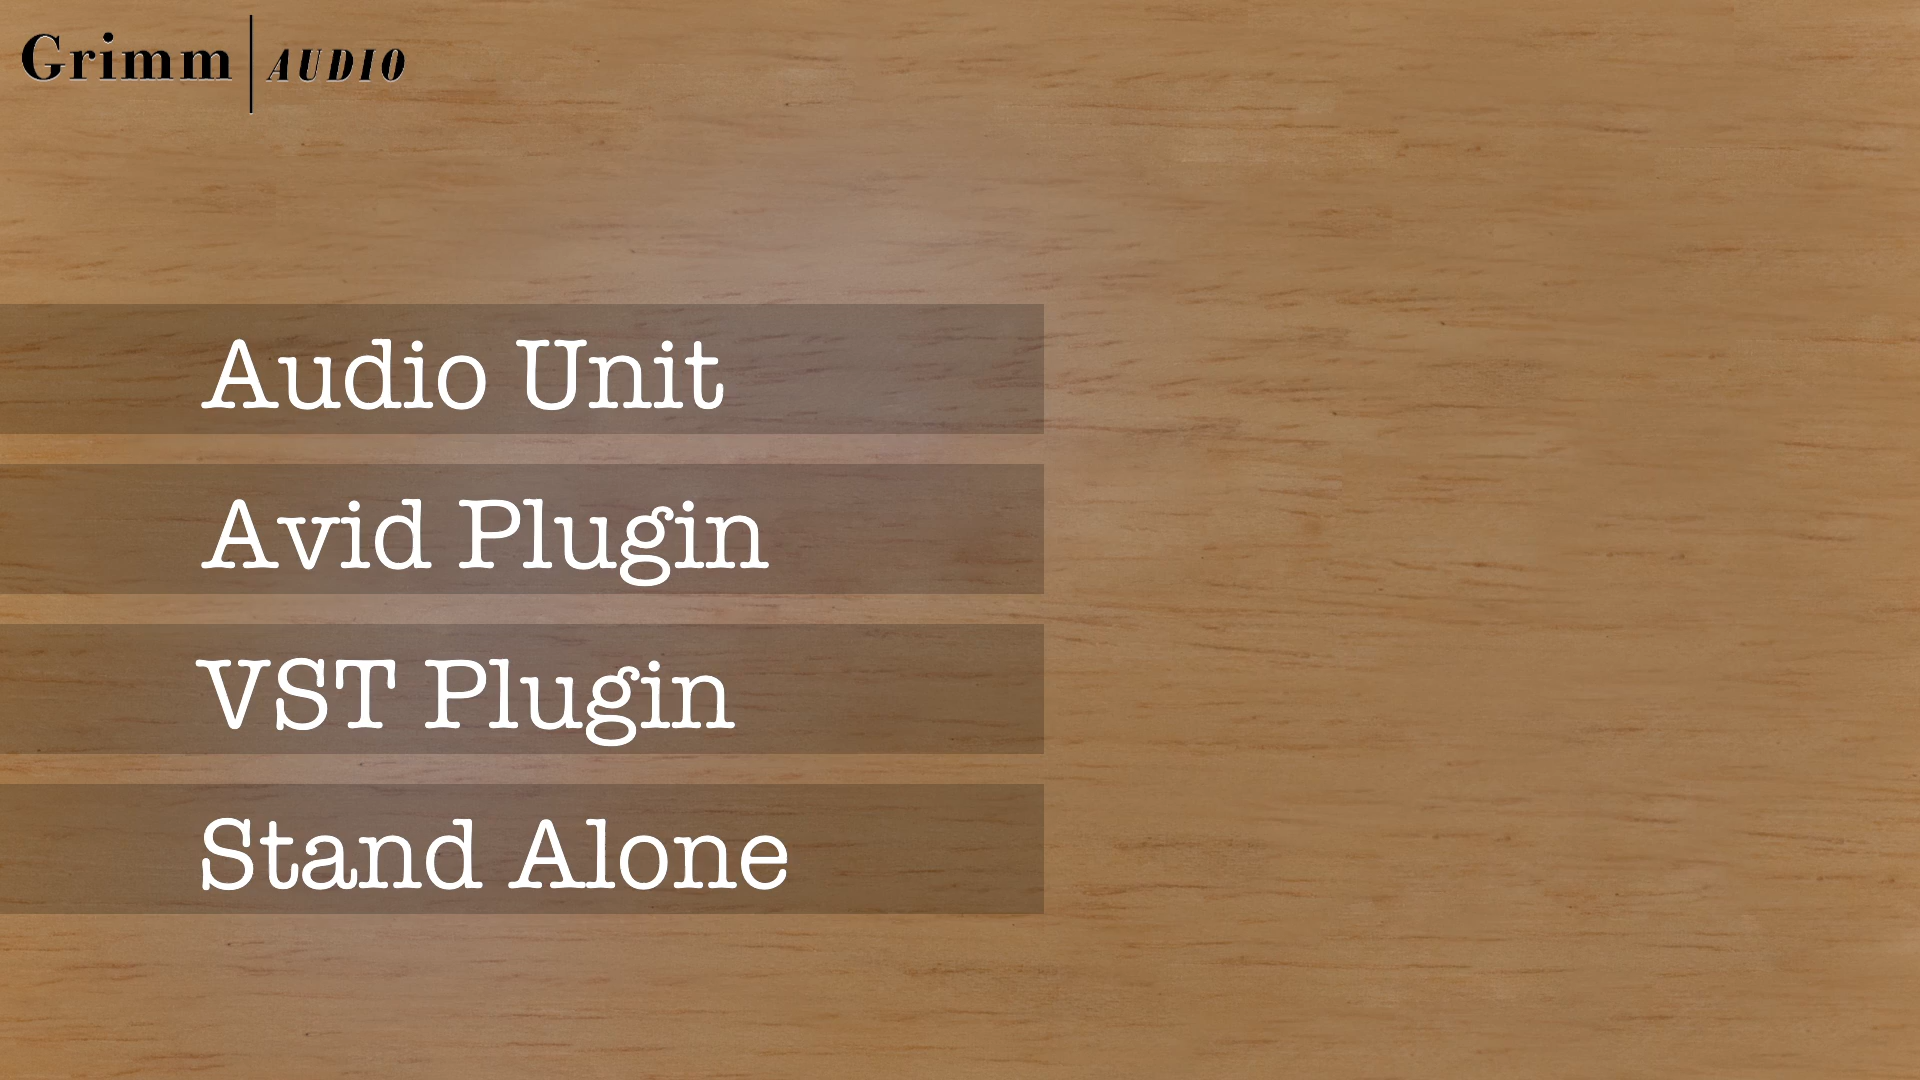 Grimm | AUDIO
Audio Unit
Avid Plugin
VST Plugin
Stand Alone